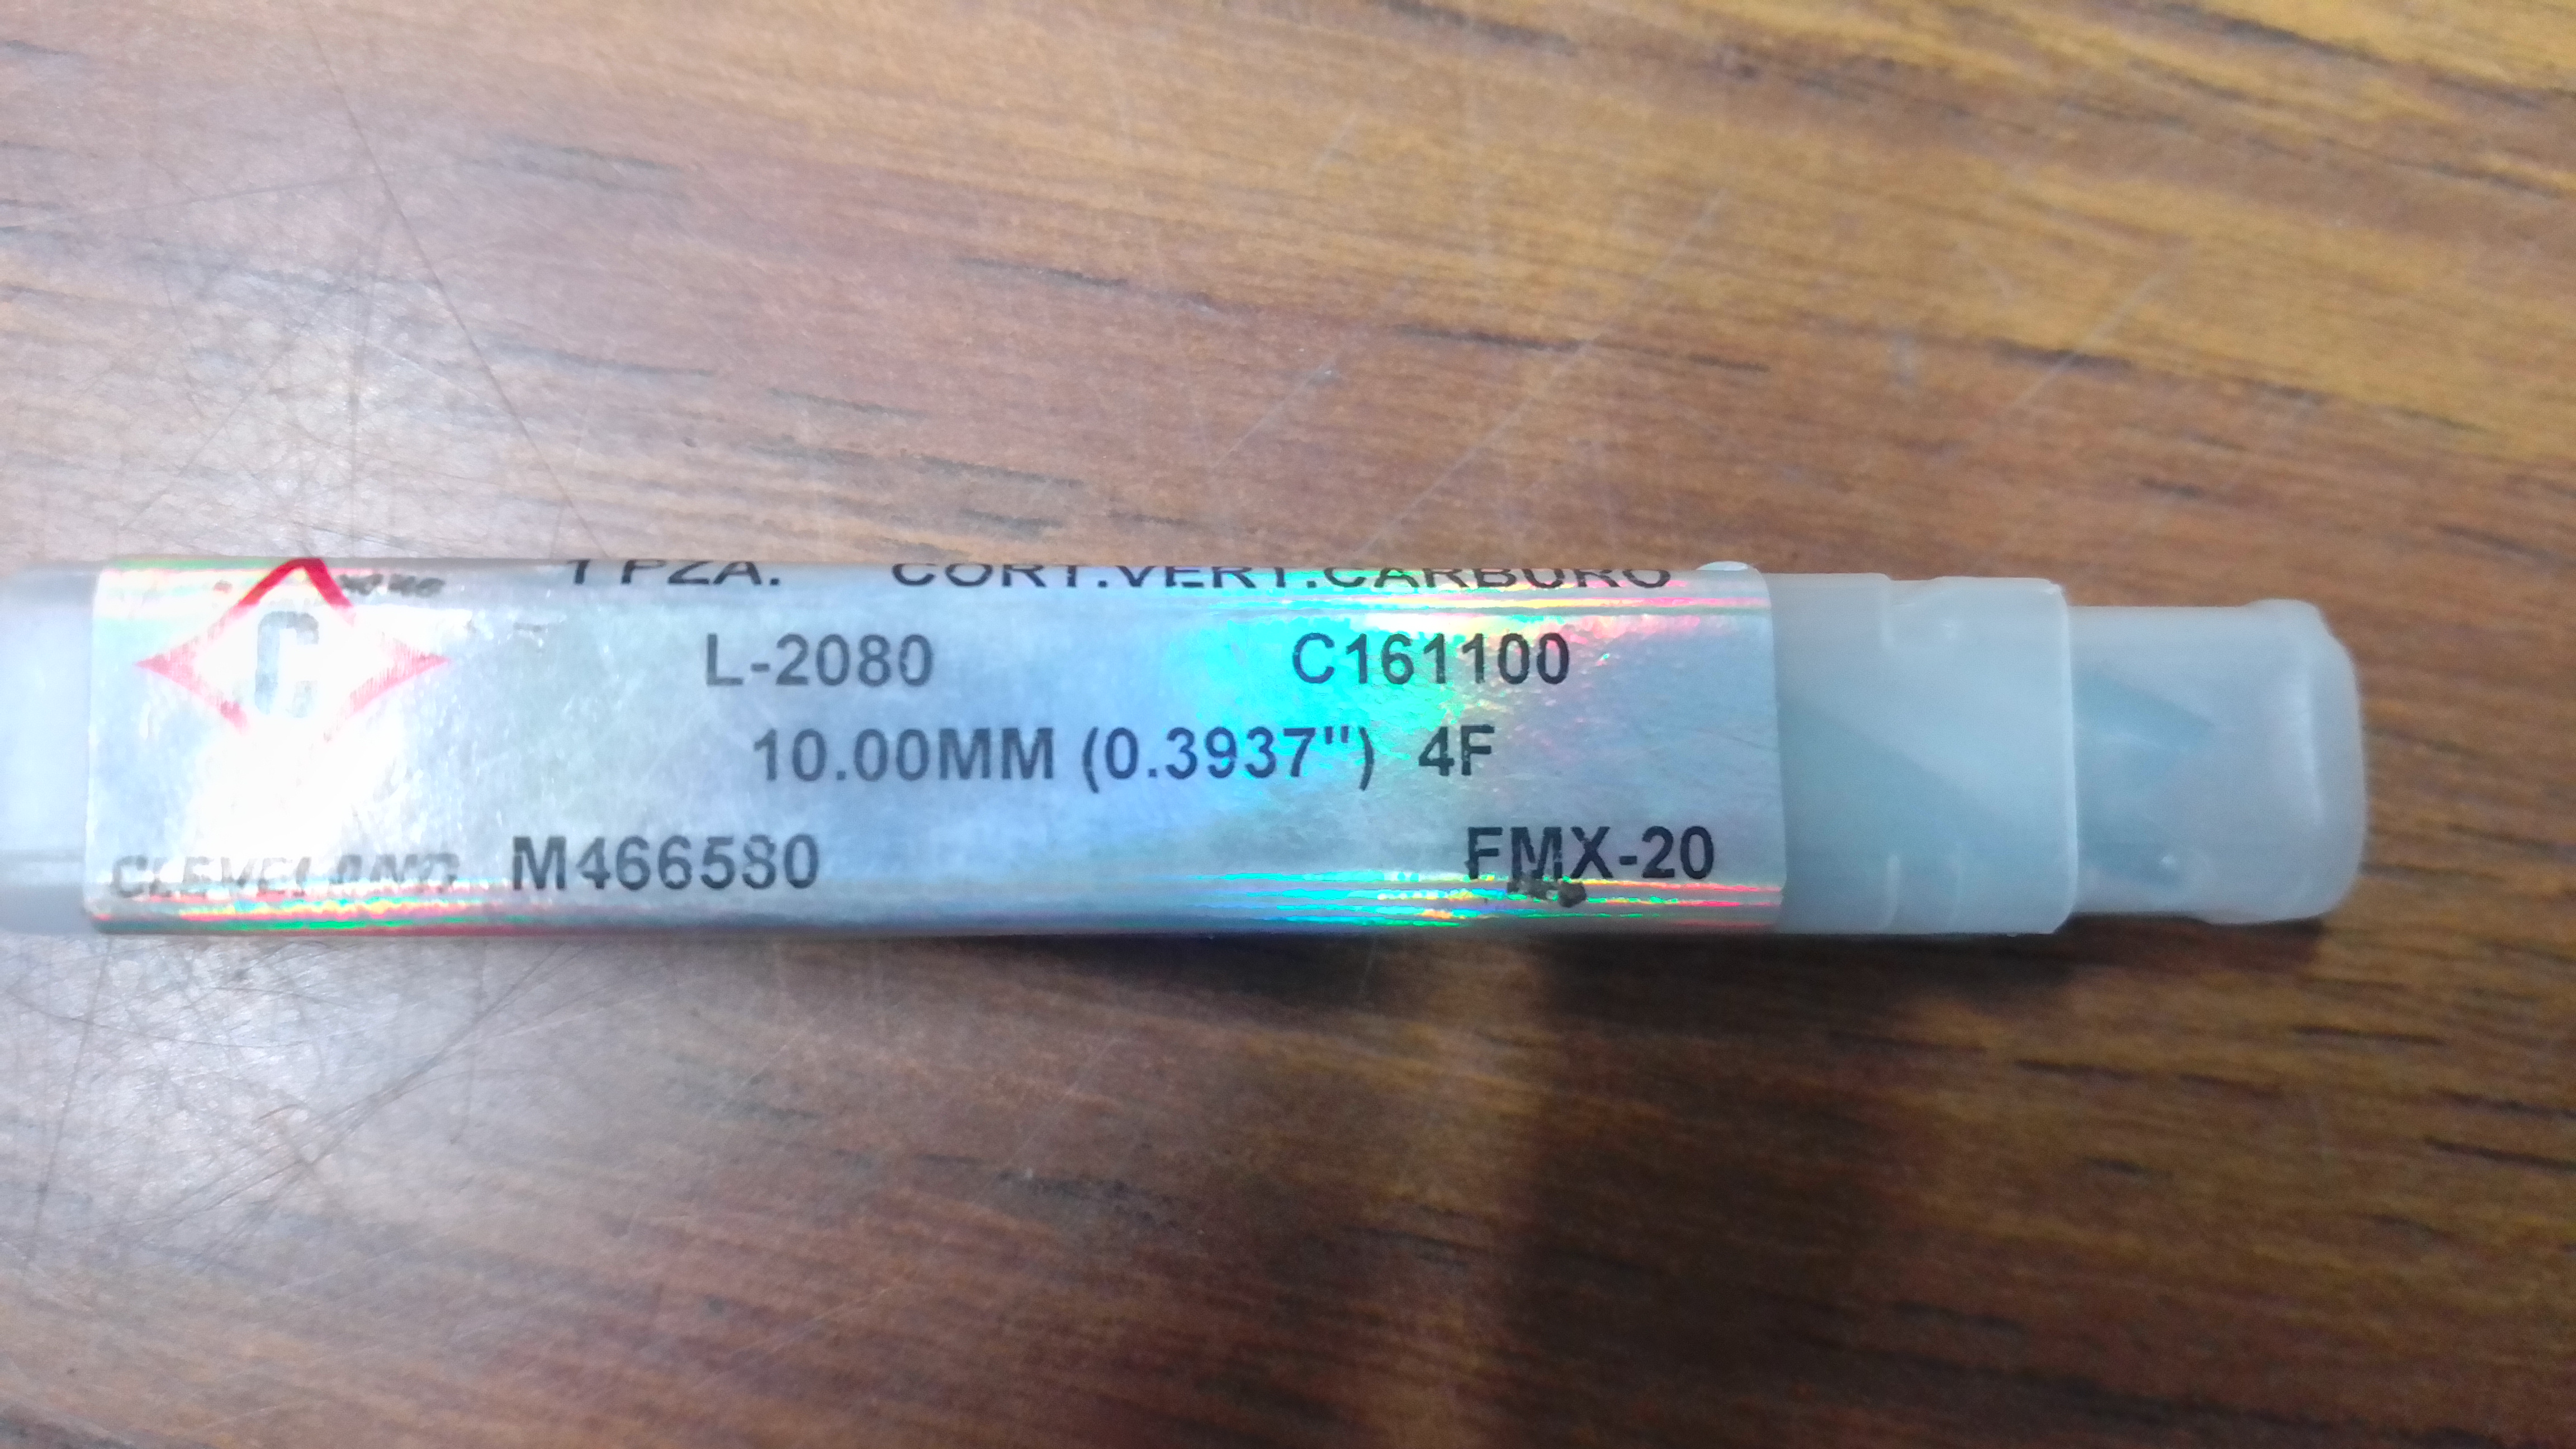 1 PZA. CORT.VERT.CARBURO
C
L-2080 C161100
10.00MM (0.3937") 4F
CLEVELAND M466580 FMX-20